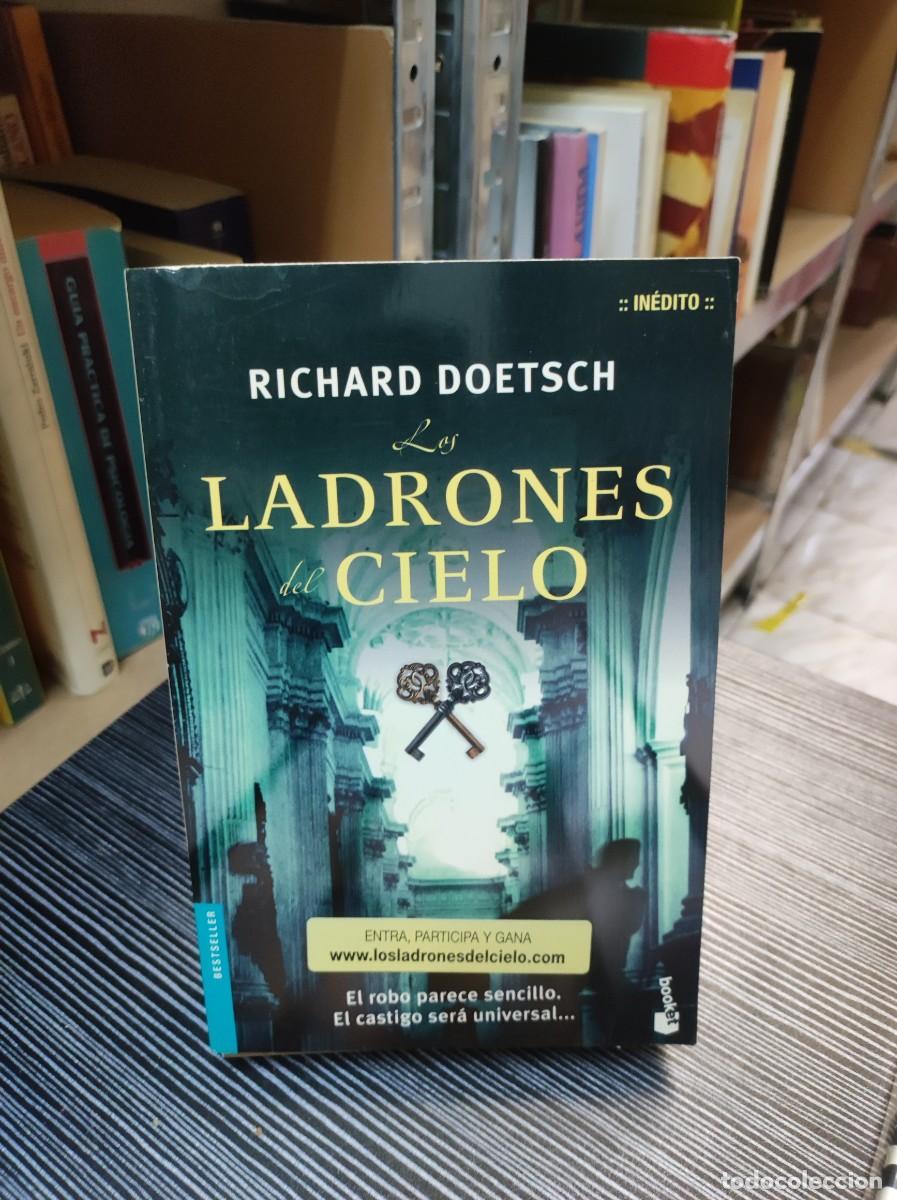 :: INÉDITO ::
RICHARD DOETSCH
Los
LADRONES
del CIELO
ENTRA, PARTICIPA Y GANA
www.losladronesdelcielo.com
El robo parece sencillo.
El castigo será universal...
BESTSELLER
booket
GUIA PRACTICA DE PSICOLOGIA
Z
todocoleccion